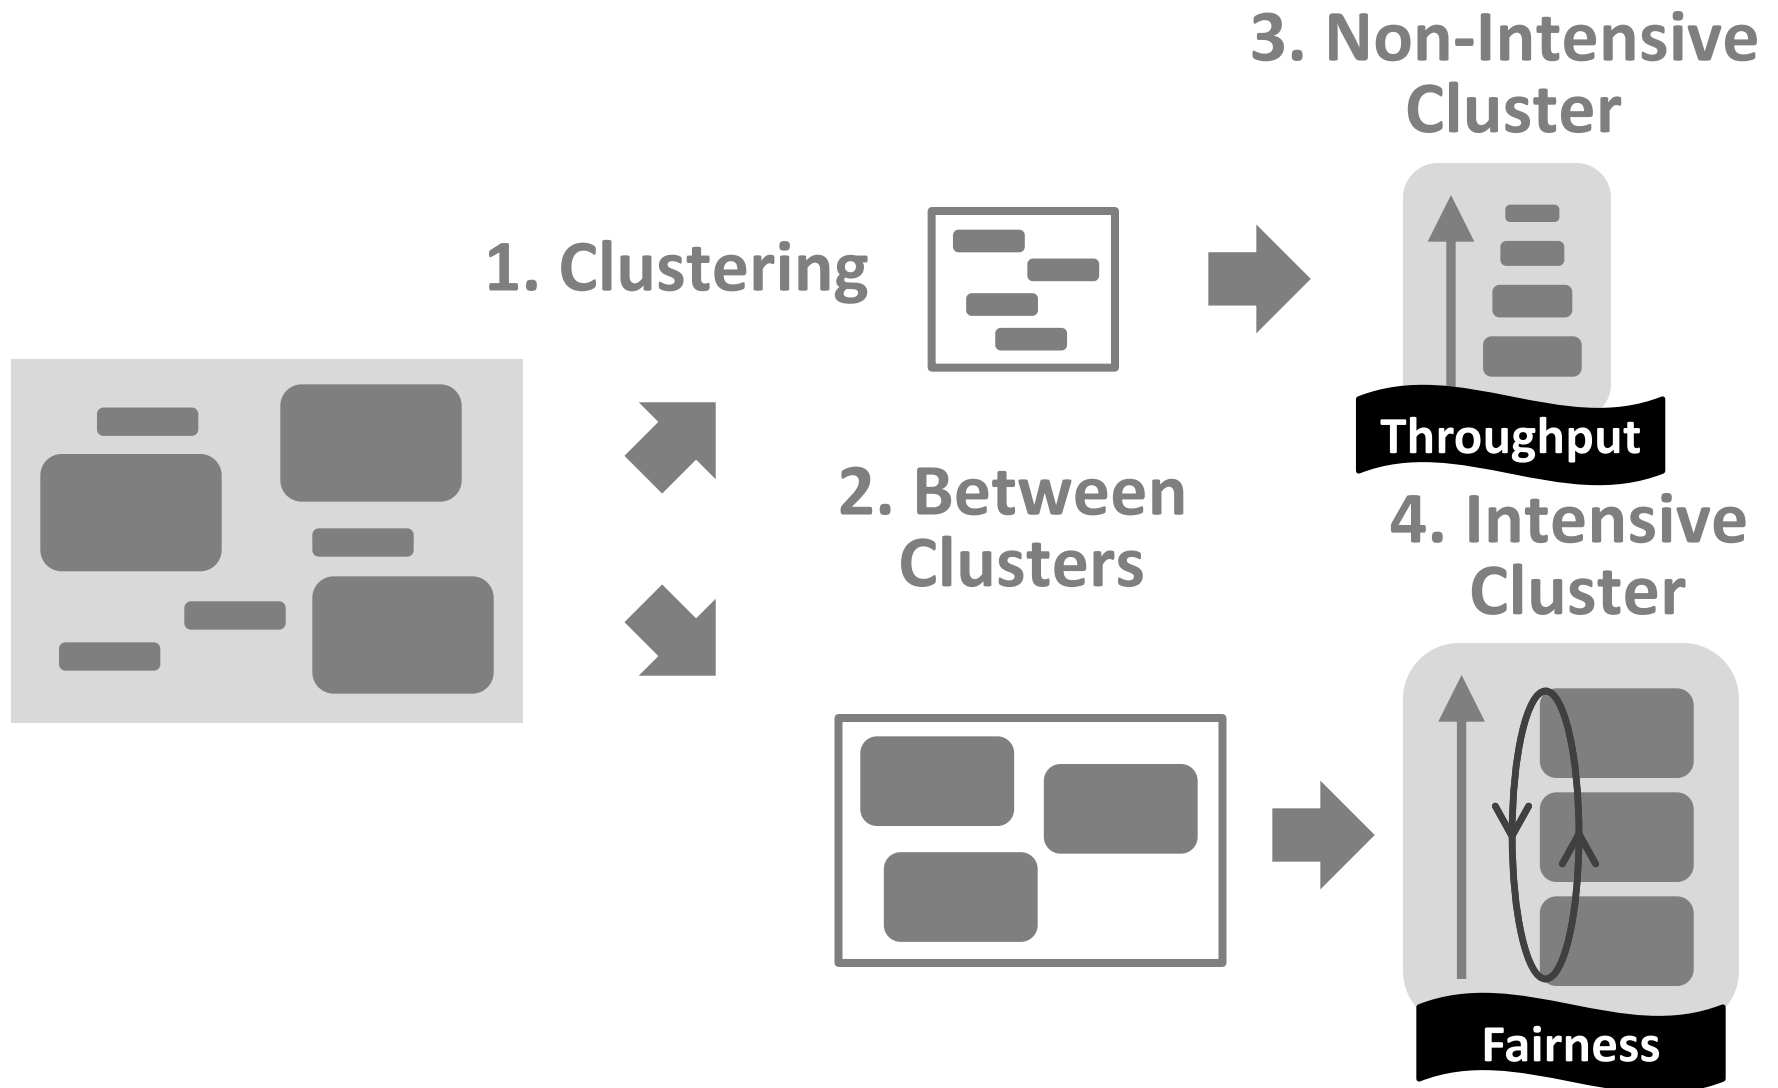 3. Non-Intensive
Cluster
1. Clustering
Throughput
2. Between
Clusters
4. Intensive
Cluster
Fairness